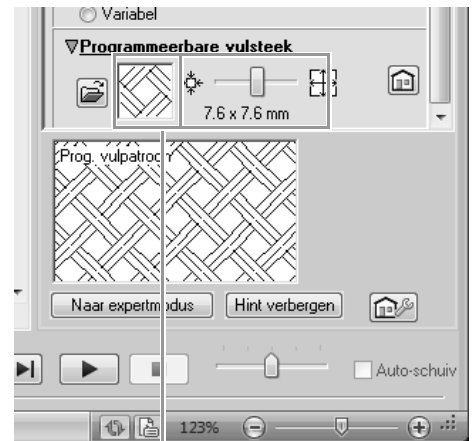 Variabel
Programmeerbare vulsteek
7.6 x 7.6 mm
Prog. vulpatroon
Naar expertmodus
Hint verbergen
Auto-schuiv
123%